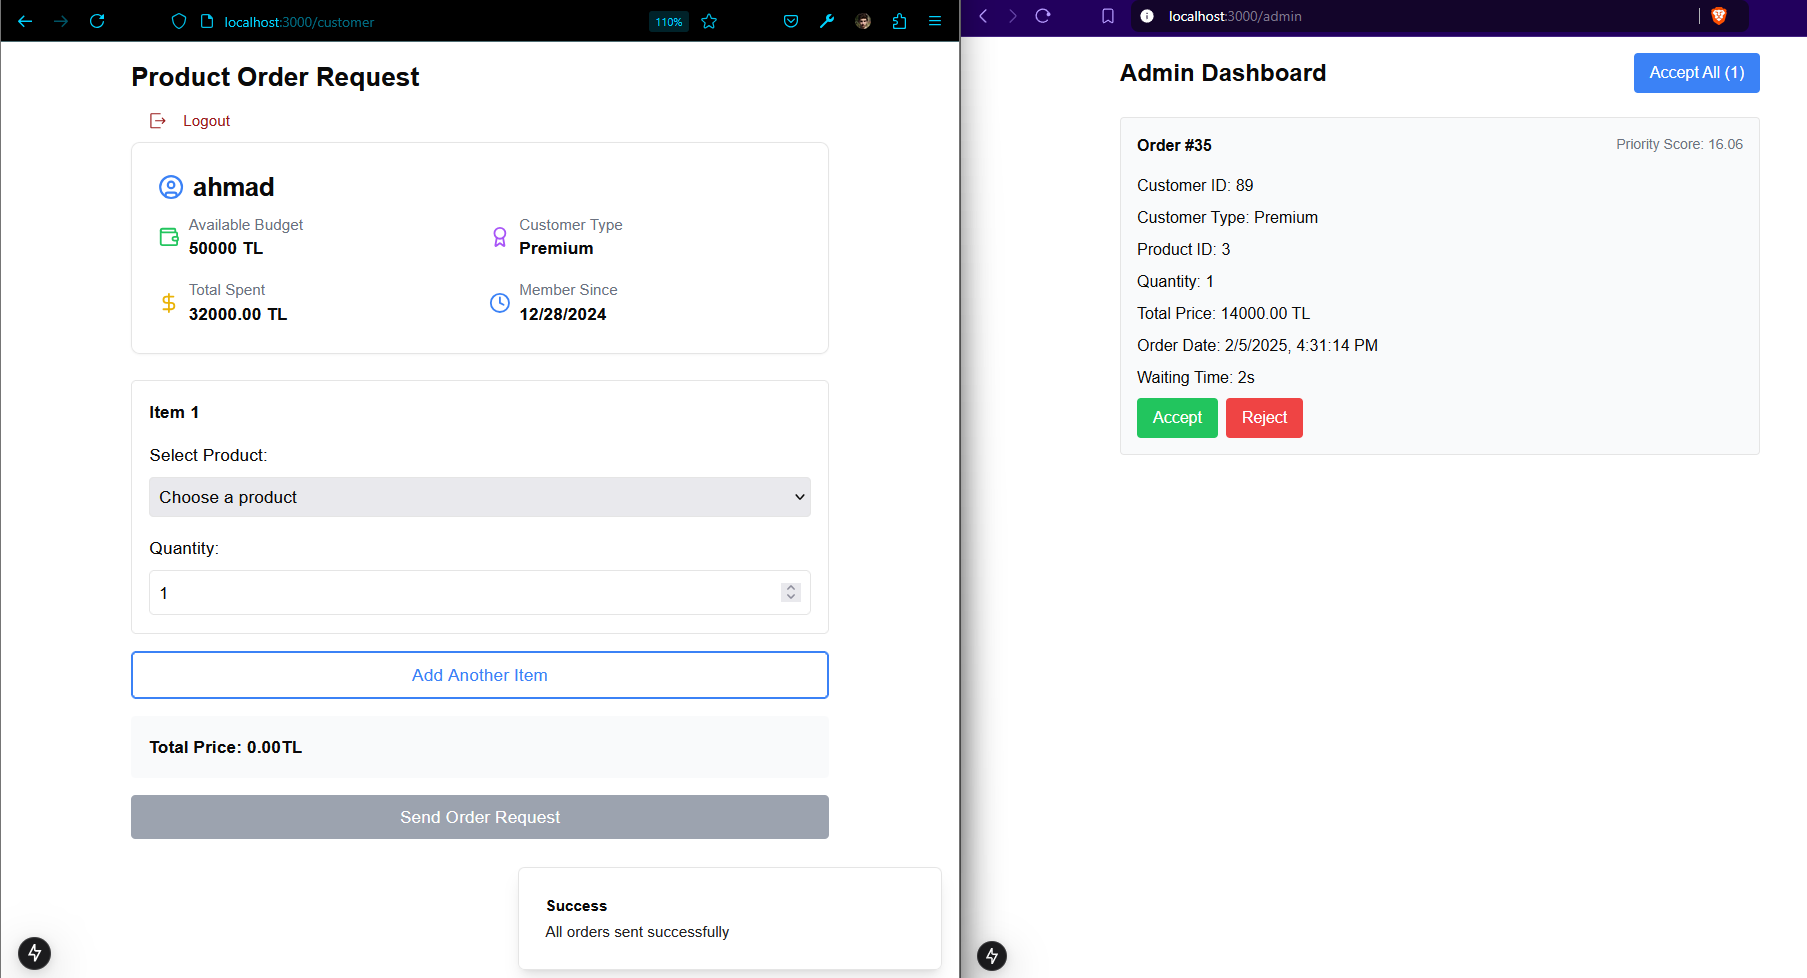 localhost:3000/customer
110%
Product Order Request
Logout
ahmad
Available Budget
50000 TL
Customer Type
Premium
Total Spent
32000.00 TL
Member Since
12/28/2024
Item 1
Select Product:
Choose a product
Quantity:
1
Add Another Item
Total Price: 0.00TL
Send Order Request
Success
All orders sent successfully
localhost:3000/admin
Admin Dashboard
Accept All (1)
Order #35
Priority Score: 16.06
Customer ID: 89
Customer Type: Premium
Product ID: 3
Quantity: 1
Total Price: 14000.00 TL
Order Date: 2/5/2025, 4:31:14 PM
Waiting Time: 2s
Accept
Reject